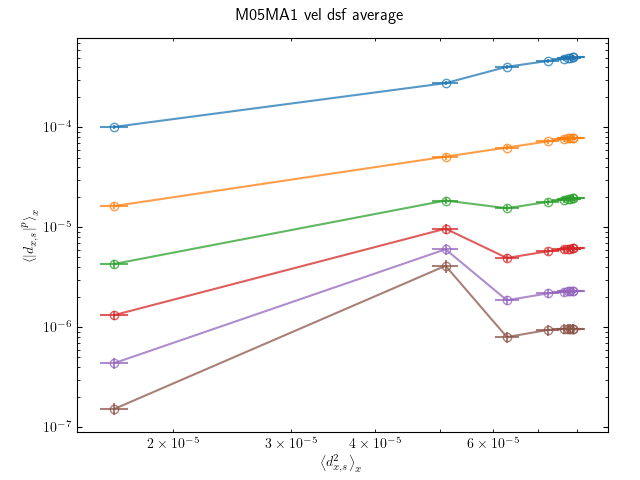 M05MA1 vel dsf average
⟨|d_{x,s}|^p⟩_x
10^{-4}
10^{-5}
10^{-6}
10^{-7}
2 × 10^{-5}
3 × 10^{-5}
4 × 10^{-5}
6 × 10^{-5}
⟨d^2_{x,s}⟩_x